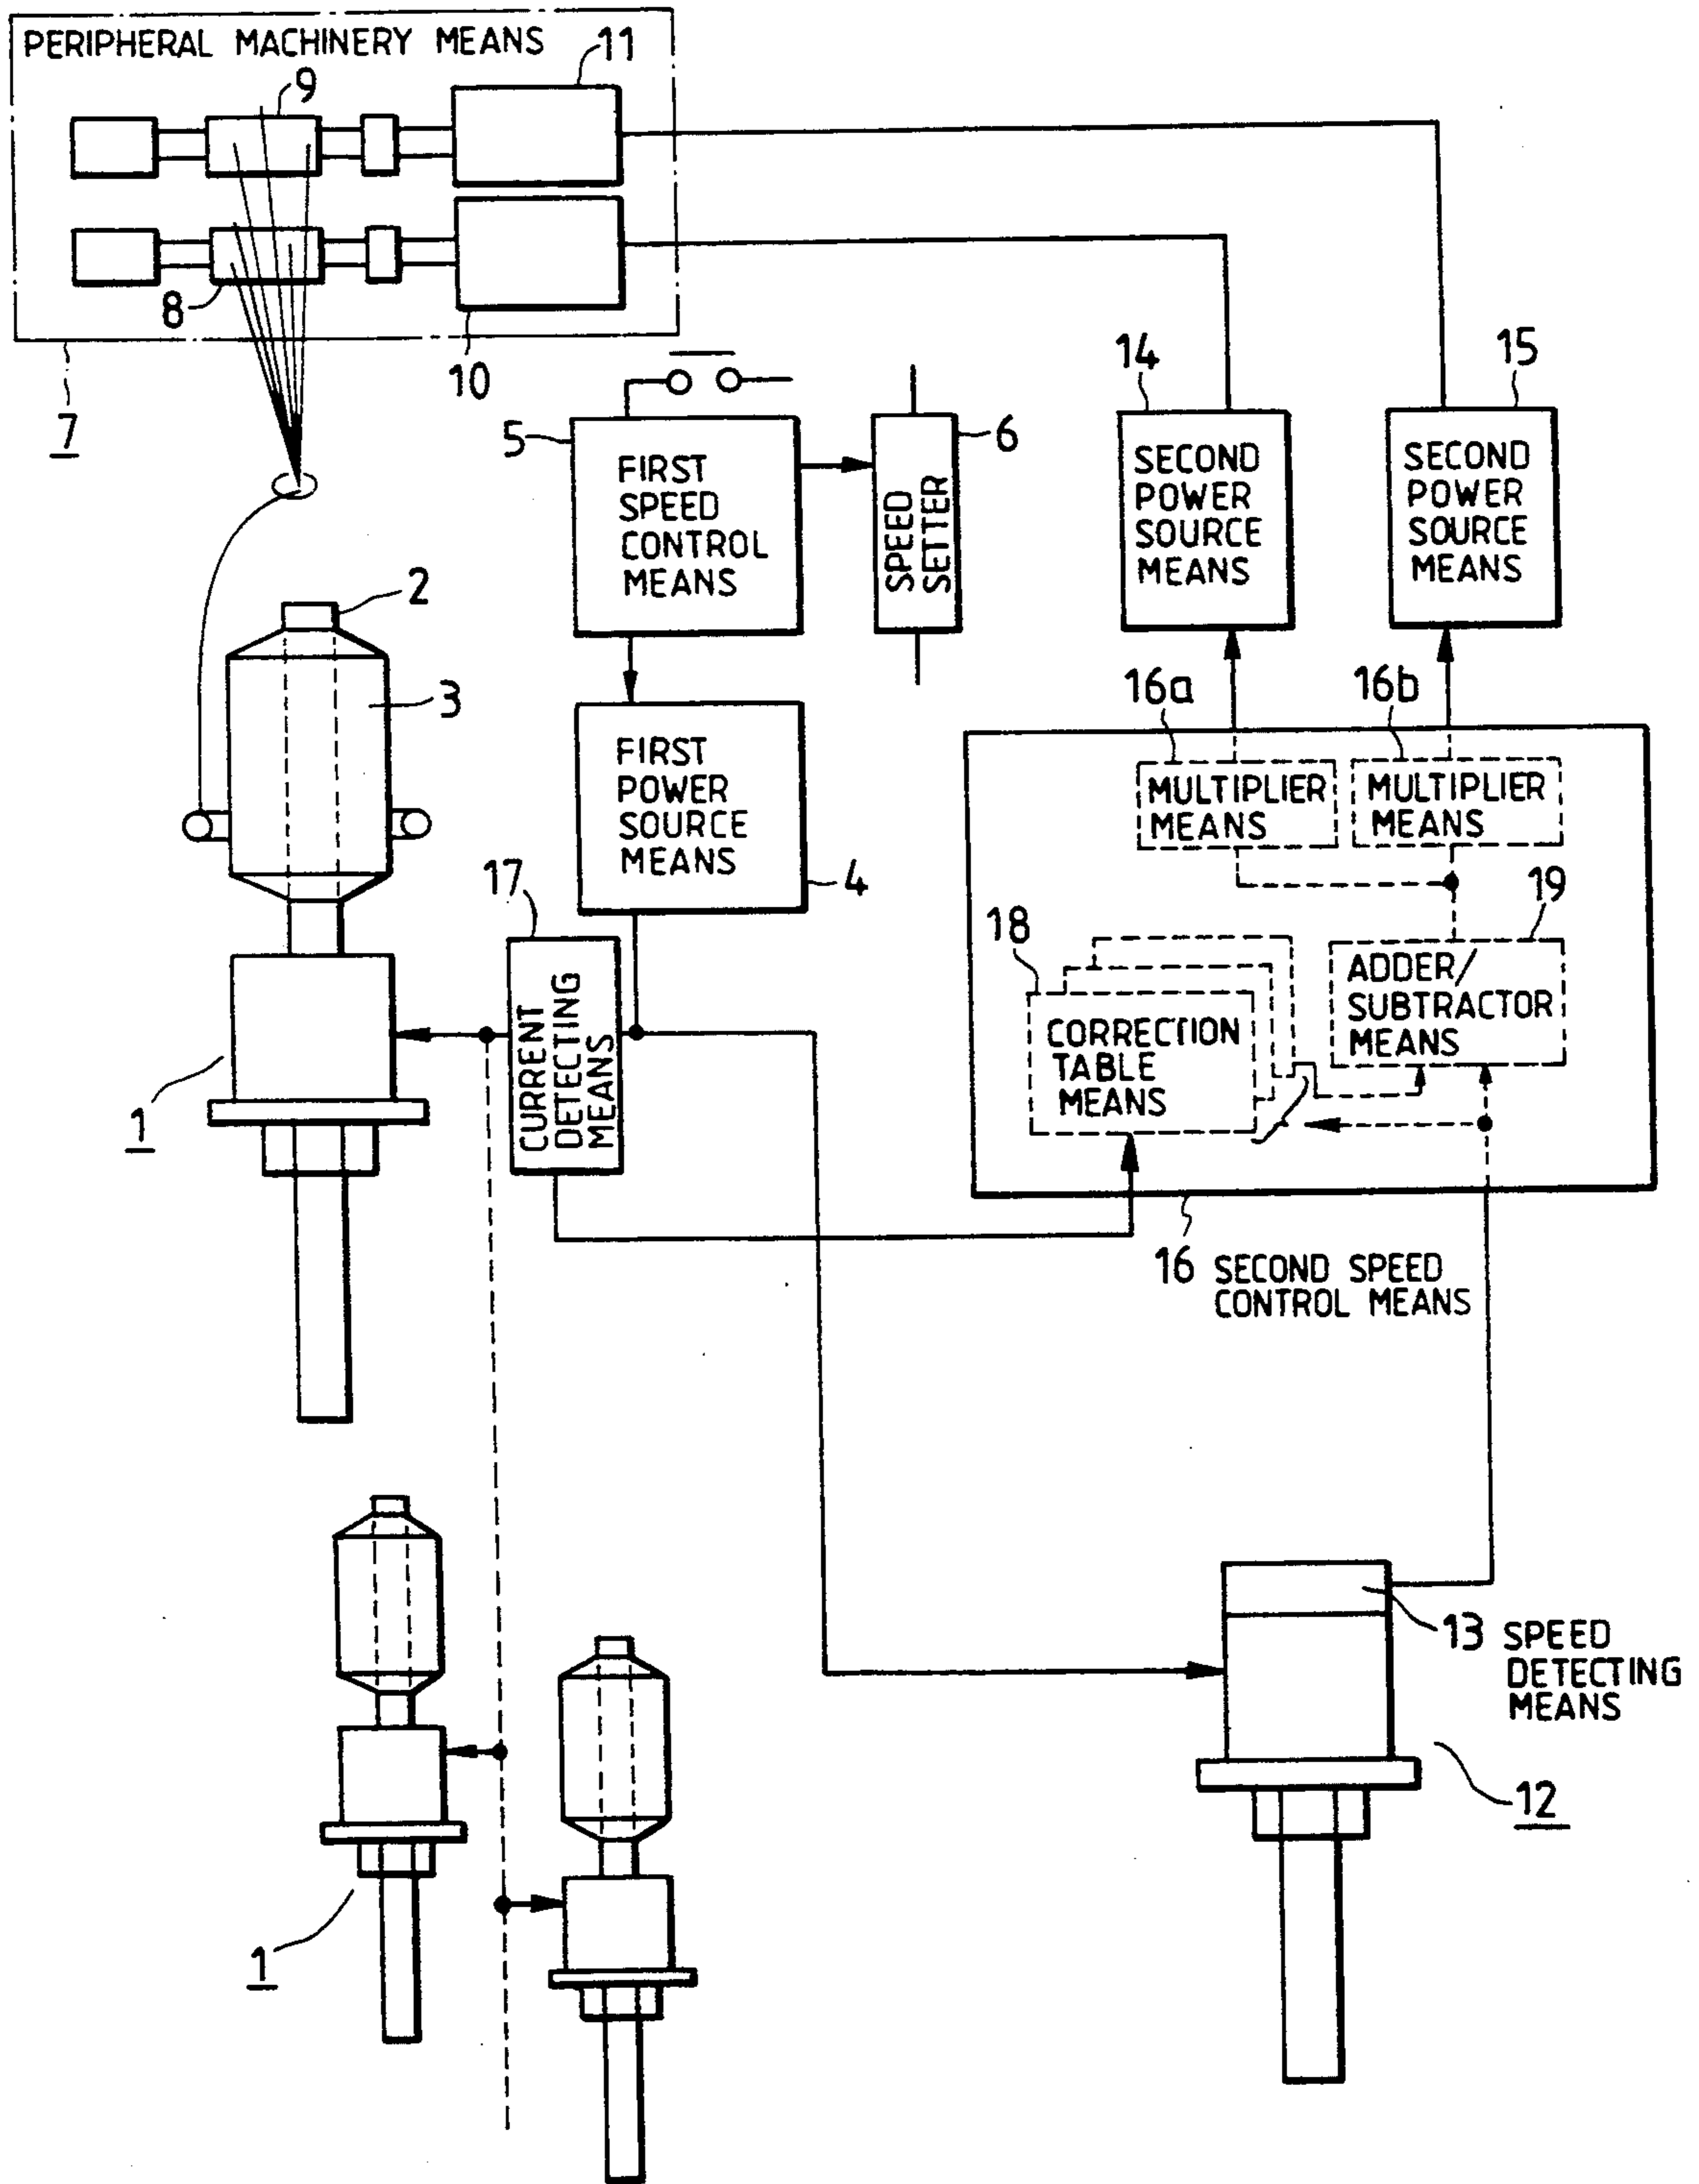 PERIPHERAL MACHINERY MEANS
11
9
8
10
7
14
15
5
6
FIRST
SPEED
CONTROL
MEANS
SPEED
SETTER
SECOND
POWER
SOURCE
MEANS
SECOND
POWER
SOURCE
MEANS
2
3
16a
16b
FIRST
POWER
SOURCE
MEANS
4
MULTIPLIER
MEANS
MULTIPLIER
MEANS
17
18
19
CURRENT
DETECTING
MEANS
CORRECTION
TABLE
MEANS
ADDER/
SUBTRACTOR
MEANS
1
16 SECOND SPEED
CONTROL MEANS
13 SPEED
DETECTING
MEANS
12
1